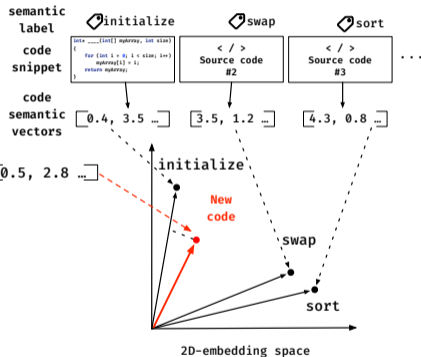 semantic label
initialize
swap
sort
code snippet
int* ____(int[] myArray, int size)
{
for (int i = 0; i < size; i++)
myArray[i] = i;
return myArray;
}
< / >
Source code
#2
< / >
Source code
#3
...
code semantic vectors
0.4, 3.5 …
3.5, 1.2 …
4.3, 0.8 …
0.5, 2.8 …
initialize
New
code
swap
sort
2D-embedding space